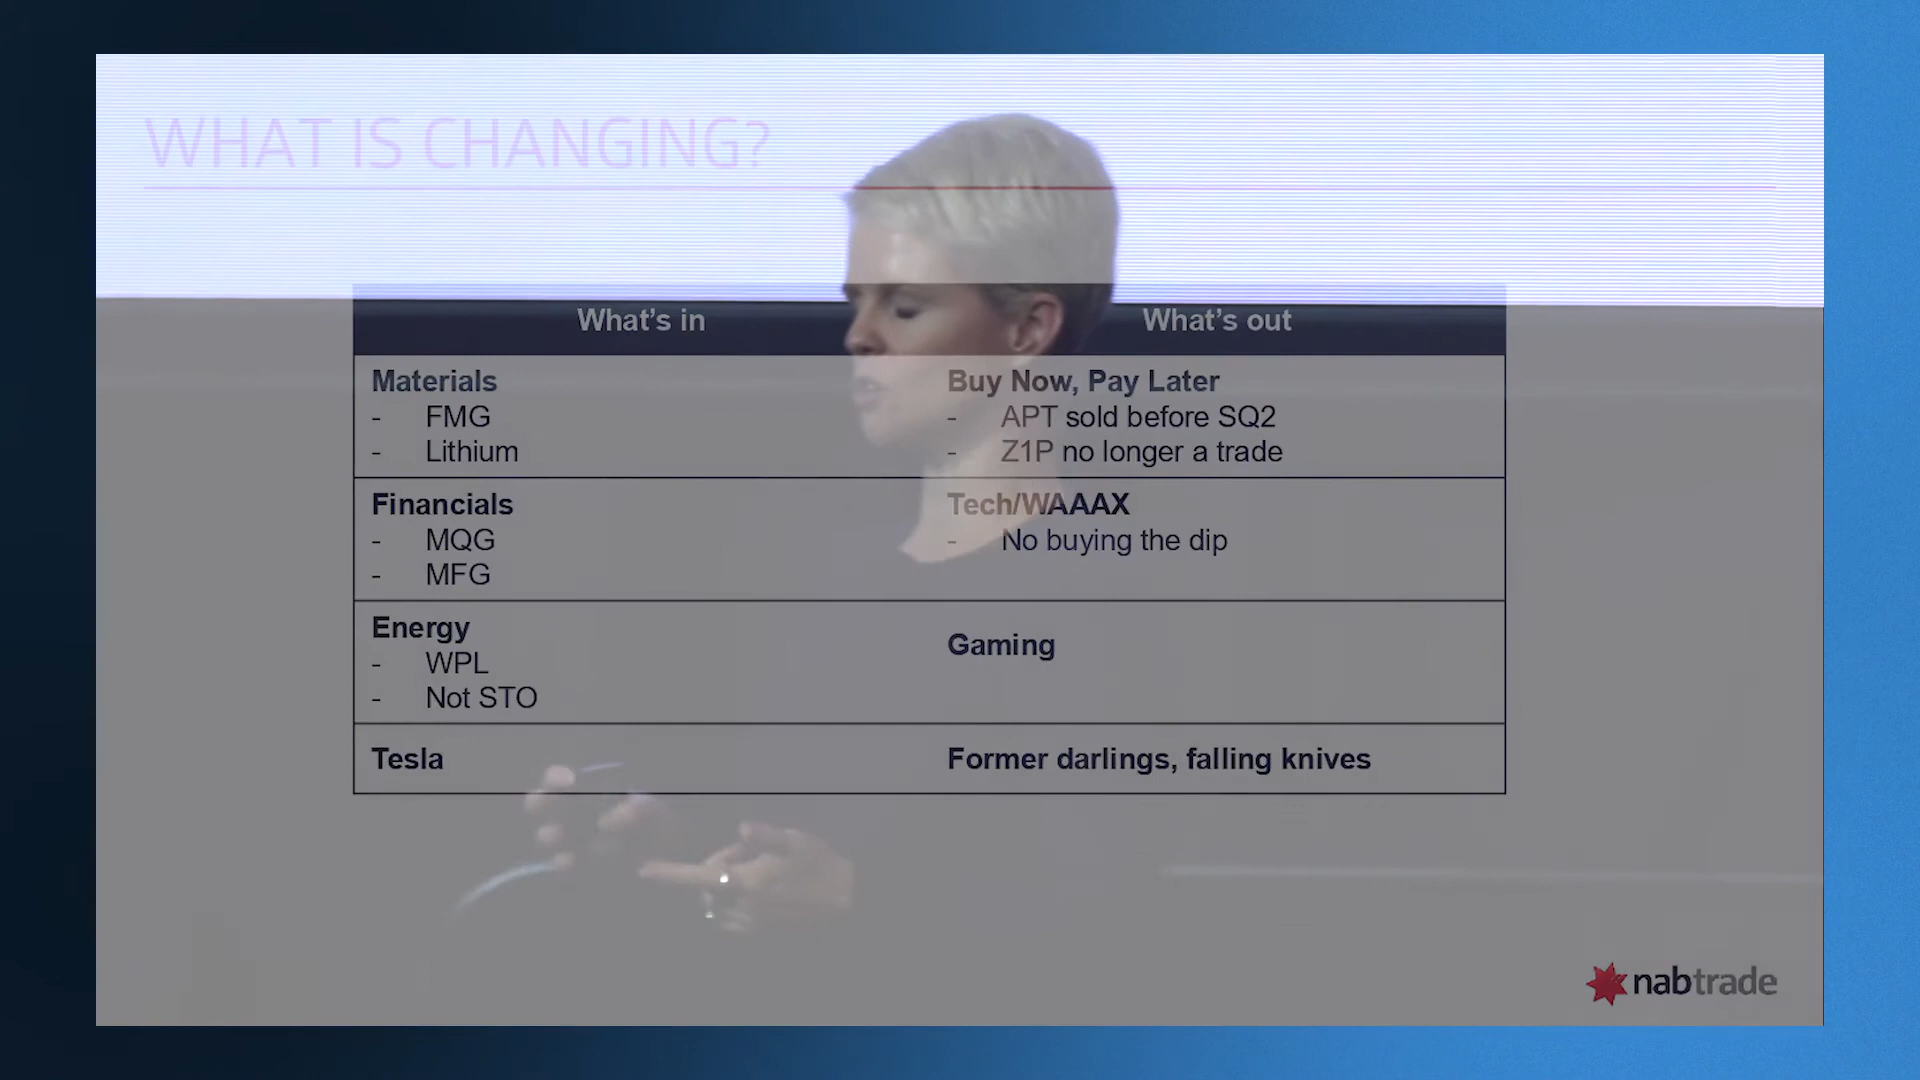 WHAT IS CHANGING?
What's in
What's out
Materials
- FMG
- Lithium
Buy Now, Pay Later
- APT sold before SQ2
- Z1P no longer a trade
Financials
- MQG
- MFG
Tech/WAAAX
- No buying the dip
Energy
- WPL
- Not STO
Gaming
Tesla
Former darlings, falling knives
nabtrade